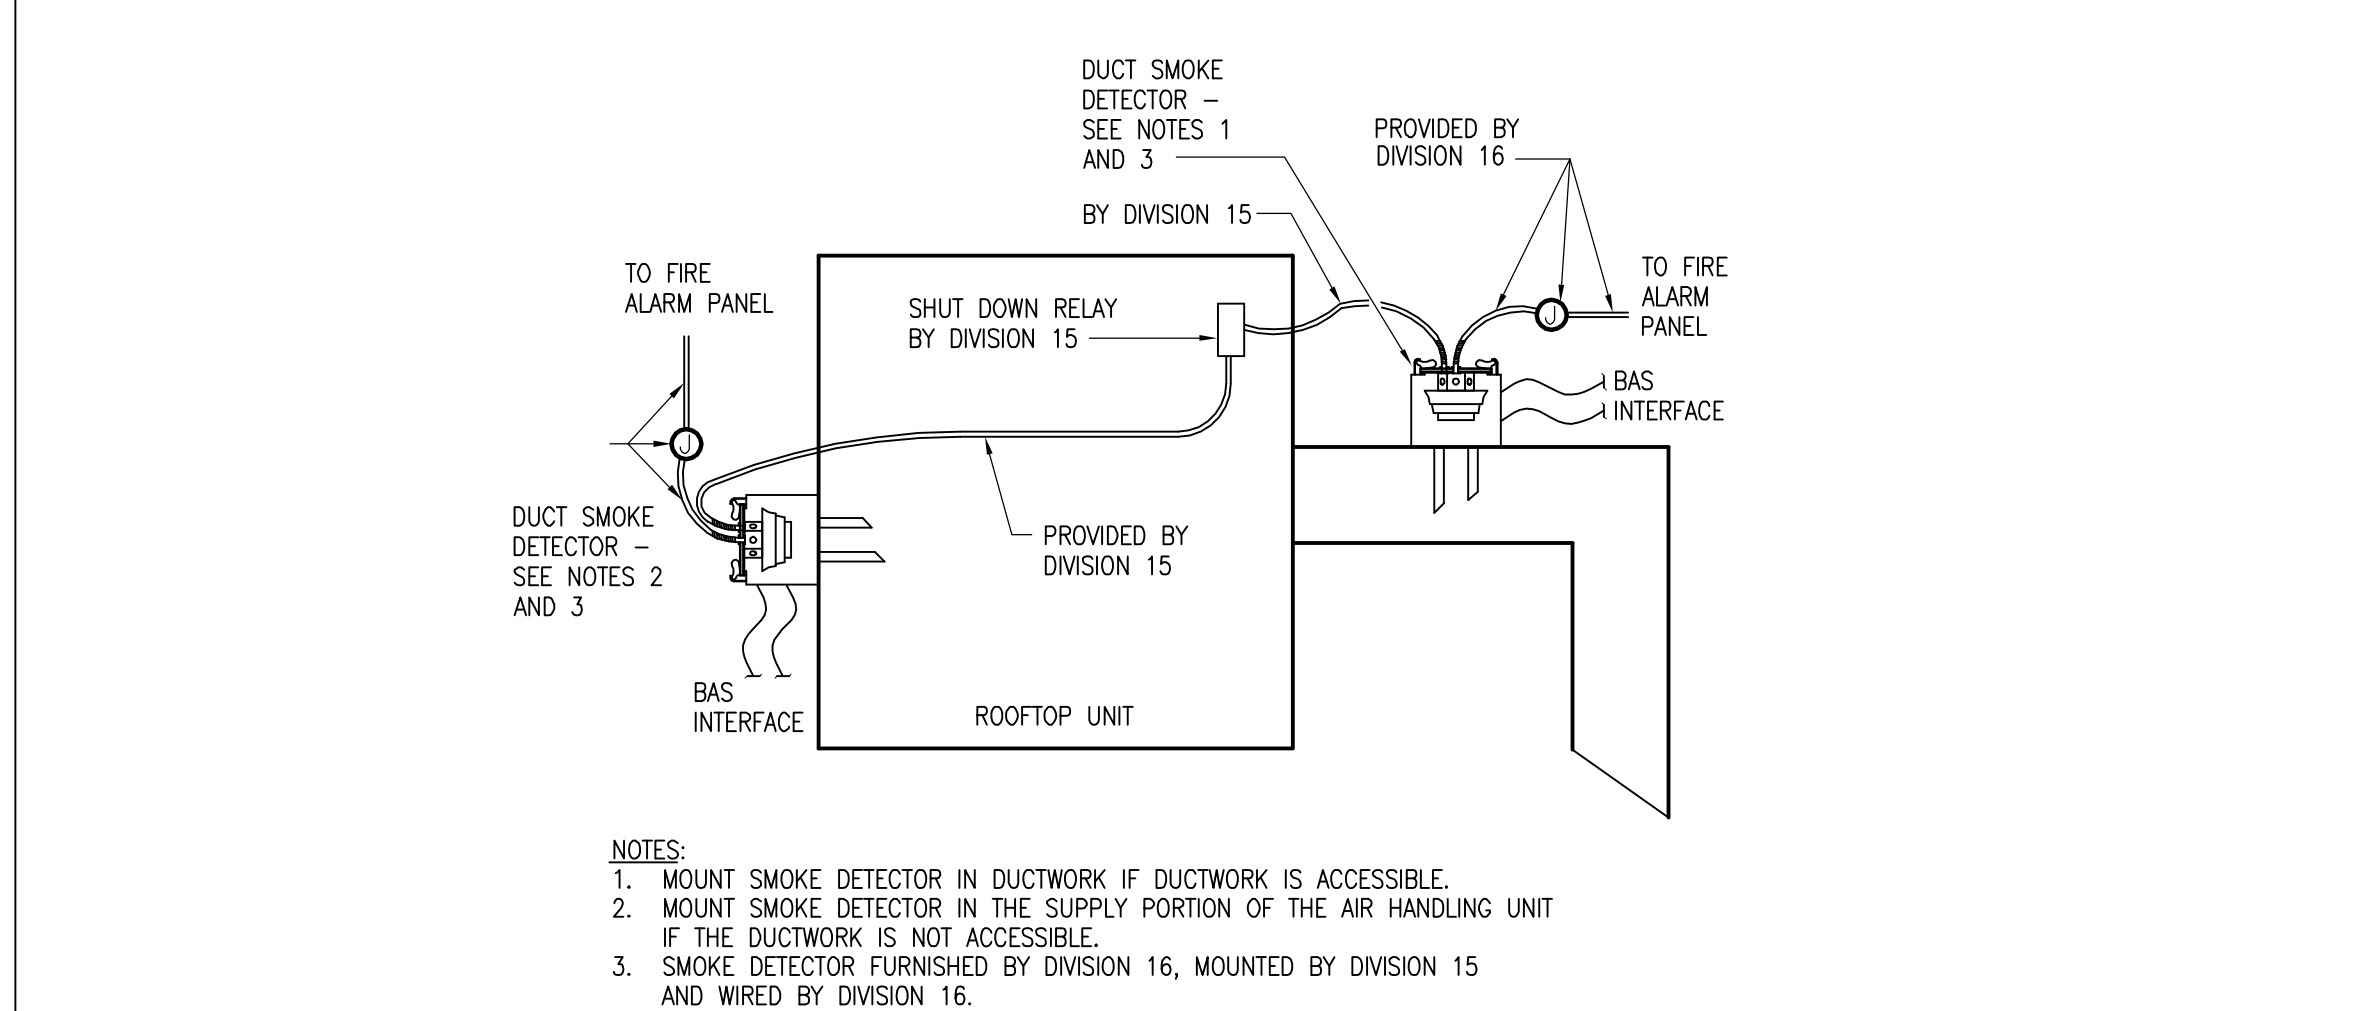 DUCT SMOKE
DETECTOR –
SEE NOTES 1
AND 3
PROVIDED BY
DIVISION 16
BY DIVISION 15
TO FIRE
ALARM PANEL
SHUT DOWN RELAY
BY DIVISION 15
J
TO FIRE
ALARM
PANEL
BAS
INTERFACE
J
DUCT SMOKE
DETECTOR –
SEE NOTES 2
AND 3
PROVIDED BY
DIVISION 15
BAS
INTERFACE
ROOFTOP UNIT
NOTES:
1. MOUNT SMOKE DETECTOR IN DUCTWORK IF DUCTWORK IS ACCESSIBLE.
2. MOUNT SMOKE DETECTOR IN THE SUPPLY PORTION OF THE AIR HANDLING UNIT
IF THE DUCTWORK IS NOT ACCESSIBLE.
3. SMOKE DETECTOR FURNISHED BY DIVISION 16, MOUNTED BY DIVISION 15
AND WIRED BY DIVISION 16.